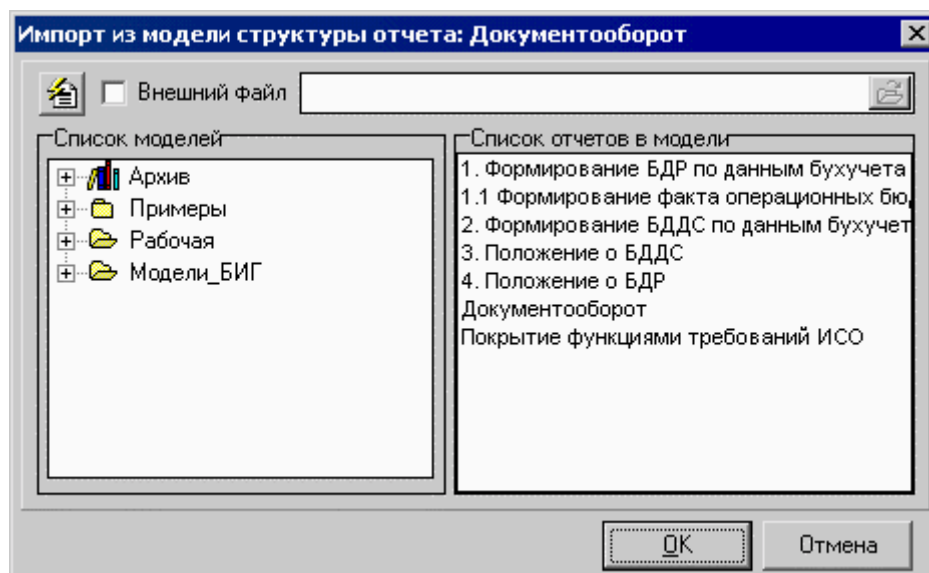 Импорт из модели структуры отчета: Документооборот
Внешний файл
Список моделей
Архив
Примеры
Рабочая
Модели_БИГ
Список отчетов в модели
1. Формирование БДР по данным бухучета
1.1 Формирование факта операционных бю
2. Формирование БДДС по данным бухучет
3. Положение о БДДС
4. Положение о БДР
Документооборот
Покрытие функциями требований ИСО
OK
Отмена